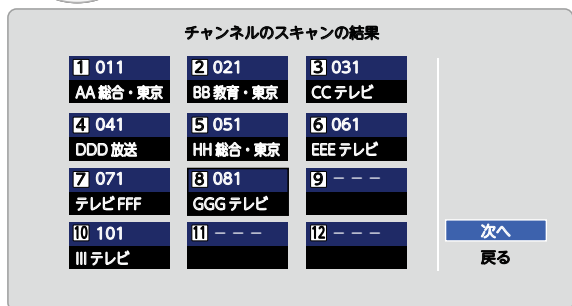 チャンネルのスキャンの結果
1 011
AA 総合・東京
2 021
BB 教育・東京
3 031
CC テレビ
4 041
DDD 放送
5 051
HH 総合・東京
6 061
EEE テレビ
7 071
テレビ FFF
8 081
GGG テレビ
9 − − −
10 101
III テレビ
11 − − −
12 − − −
次へ
戻る